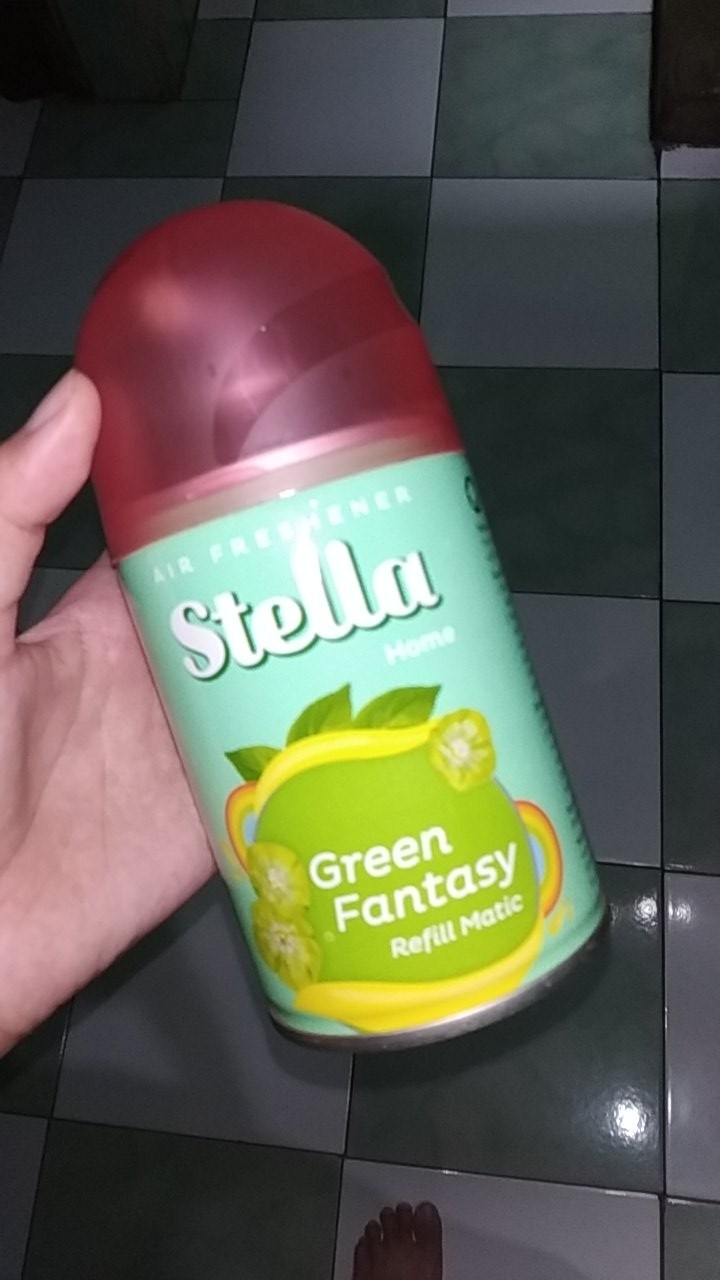 AIR FRESHENER
Stella
Home
Green
Fantasy
Refill Matic